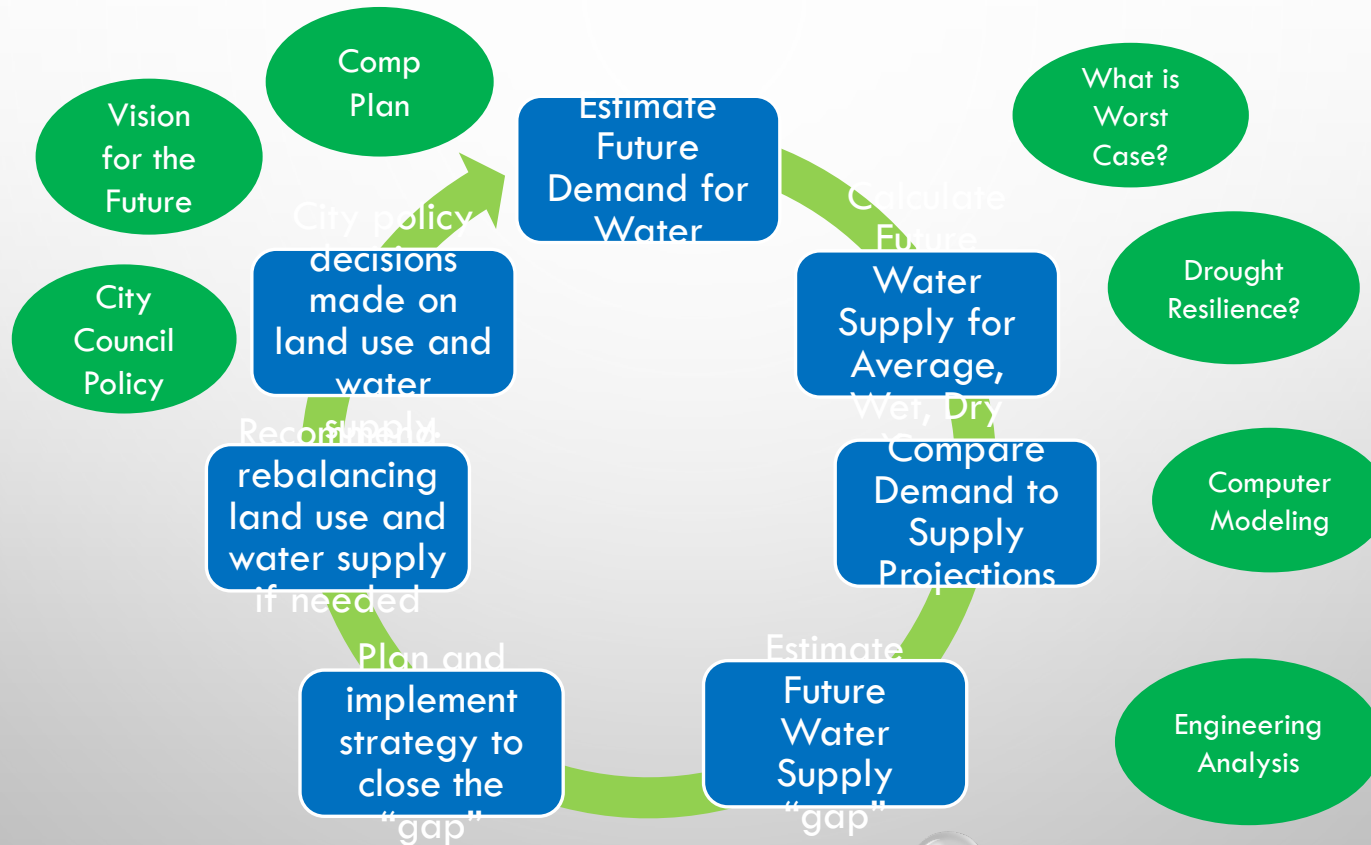 Comp
Plan
Vision
for the
Future
City
Council
Policy
Estimate
Future
Demand for
Water
Calculate
Future
Water
Supply for
Average,
Wet, Dry
Compare
Demand to
Supply
Projections
Estimate
Future
Water
Supply
“gap”
Plan and
implement
strategy to
close the
“gap”
Recommend
rebalancing
land use and
water supply
if needed
City policy
decisions
made on
land use and
water
supply.
What is
Worst
Case?
Drought
Resilience?
Computer
Modeling
Engineering
Analysis